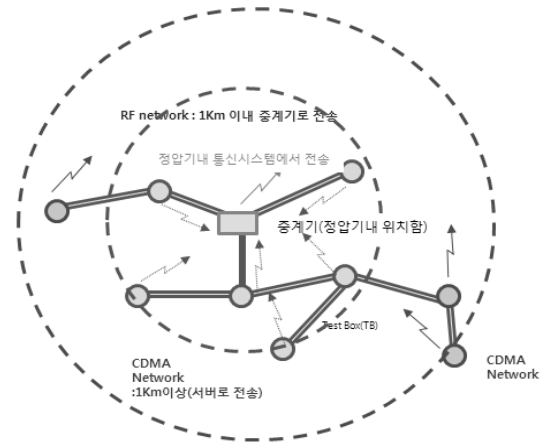 RF network : 1Km 이내 중계기로 전송
정압기내 통신시스템에서 전송
중계기(정압기내 위치함)
Test Box(TB)
CDMA
Network
:1Km이상(서버로 전송)
CDMA
Network